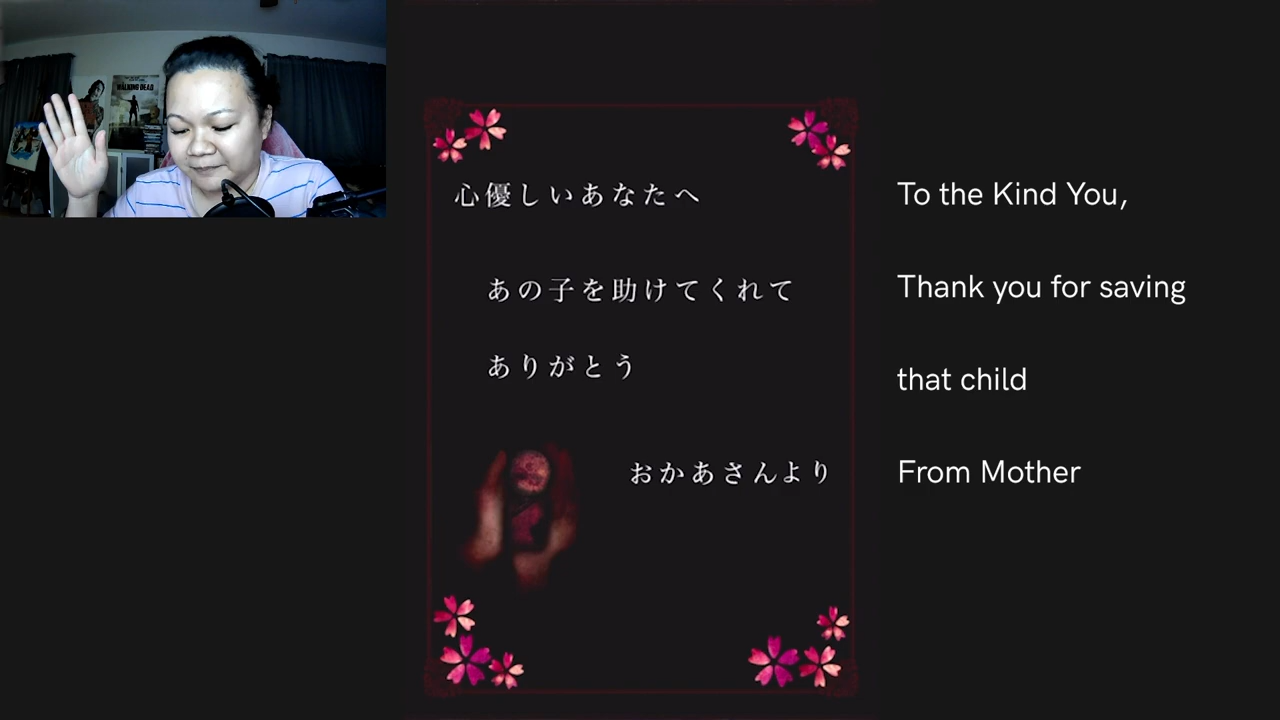 WALKING DEAD
心優しいあなたへ
あの子を助けてくれて
ありがとう
おかあさんより
To the Kind You,
Thank you for saving
that child
From Mother